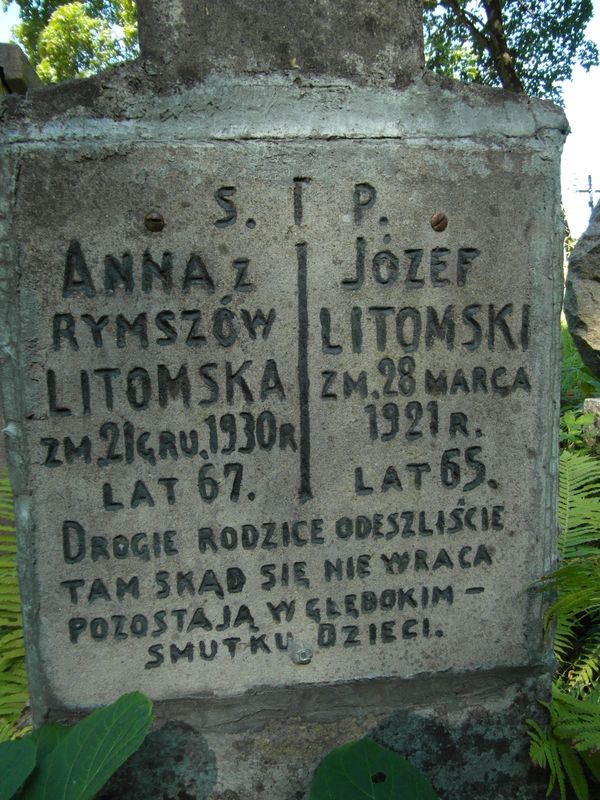 S. † P.
ANNA Z
RYMSZÓW
LITOMSKA
ZM. 21 GRU. 1930 R
LAT 67.
JÓZEF
LITOMSKI
ZM. 28 MARCA
1921 R.
LAT 65.
DROGIE RODZICE ODESZLIŚCIE
TAM SKĄD SIĘ NIE WRACA
POZOSTAJĄ W GŁĘBOKIM –
SMUTKU DZIECI.